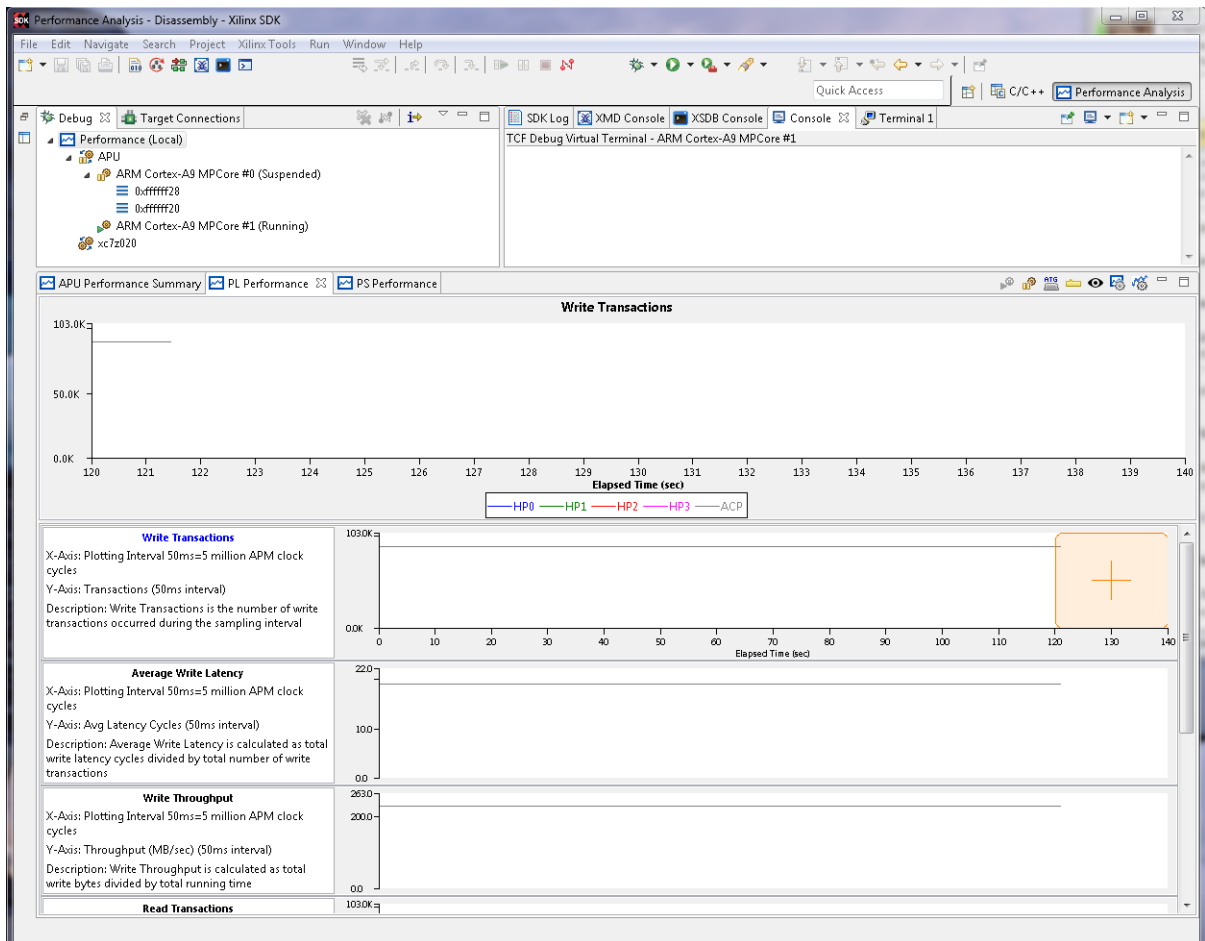 Performance Analysis - Disassembly - Xilinx SDK
File Edit Navigate Search Project Xilinx Tools Run Window Help
Quick Access
C/C++
Performance Analysis
Debug
Target Connections
Performance (Local)
APU
ARM Cortex-A9 MPCore #0 (Suspended)
0xffffff28
0xffffff20
ARM Cortex-A9 MPCore #1 (Running)
xc7z020
SDK Log
XMD Console
XSDB Console
Console
Terminal 1
TCF Debug Virtual Terminal - ARM Cortex-A9 MPCore #1
APU Performance Summary
PL Performance
PS Performance
ATG
Write Transactions
103.0K
50.0K
0.0K
120 121 122 123 124 125 126 127 128 129 130 131 132 133 134 135 136 137 138 139 140
Elapsed Time (sec)
HP0 HP1 HP2 HP3 ACP
Write Transactions
X-Axis: Plotting Interval 50ms=5 million APM clock
cycles
Y-Axis: Transactions (50ms interval)
Description: Write Transactions is the number of write
transactions occurred during the sampling interval
103.0K
0.0K
0 10 20 30 40 50 60 70 80 90 100 110 120 130 140
Elapsed Time (sec)
Average Write Latency
X-Axis: Plotting Interval 50ms=5 million APM clock
cycles
Y-Axis: Avg Latency Cycles (50ms interval)
Description: Average Write Latency is calculated as total
write latency cycles divided by total number of write
transactions
22.0
10.0
0.0
Write Throughput
X-Axis: Plotting Interval 50ms=5 million APM clock
cycles
Y-Axis: Throughput (MB/sec) (50ms interval)
Description: Write Throughput is calculated as total
write bytes divided by total running time
263.0
200.0
0.0
Read Transactions
103.0K